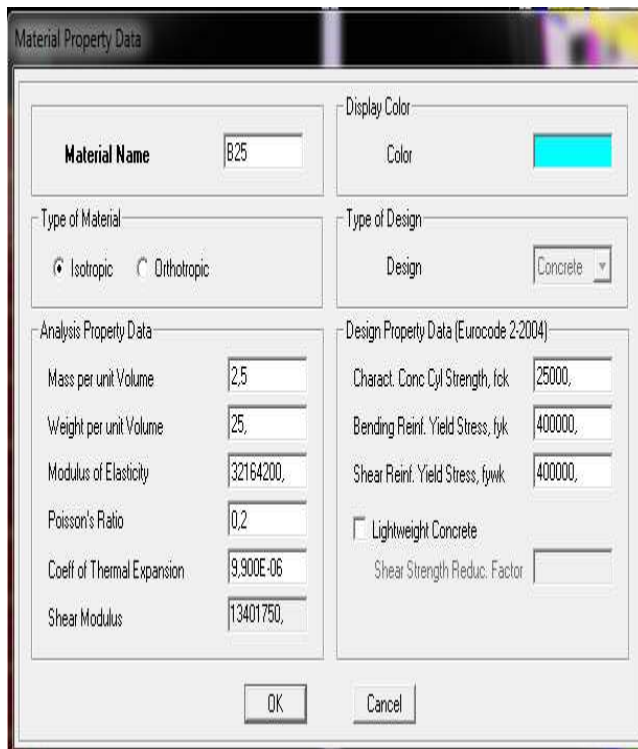 Material Property Data
Material Name B25
Display Color
Color
Type of Material
Isotropic Orthotropic
Type of Design
Design Concrete
Analysis Property Data
Mass per unit Volume 2,5
Weight per unit Volume 25,
Modulus of Elasticity 32164200,
Poisson's Ratio 0,2
Coeff of Thermal Expansion 9,900E-06
Shear Modulus 13401750,
Design Property Data (Eurocode 2-2004)
Charact. Conc Cyl Strength, fck 25000,
Bending Reinf. Yield Stress, fyk 400000,
Shear Reinf. Yield Stress, fywk 400000,
Lightweight Concrete
Shear Strength Reduc. Factor
OK Cancel